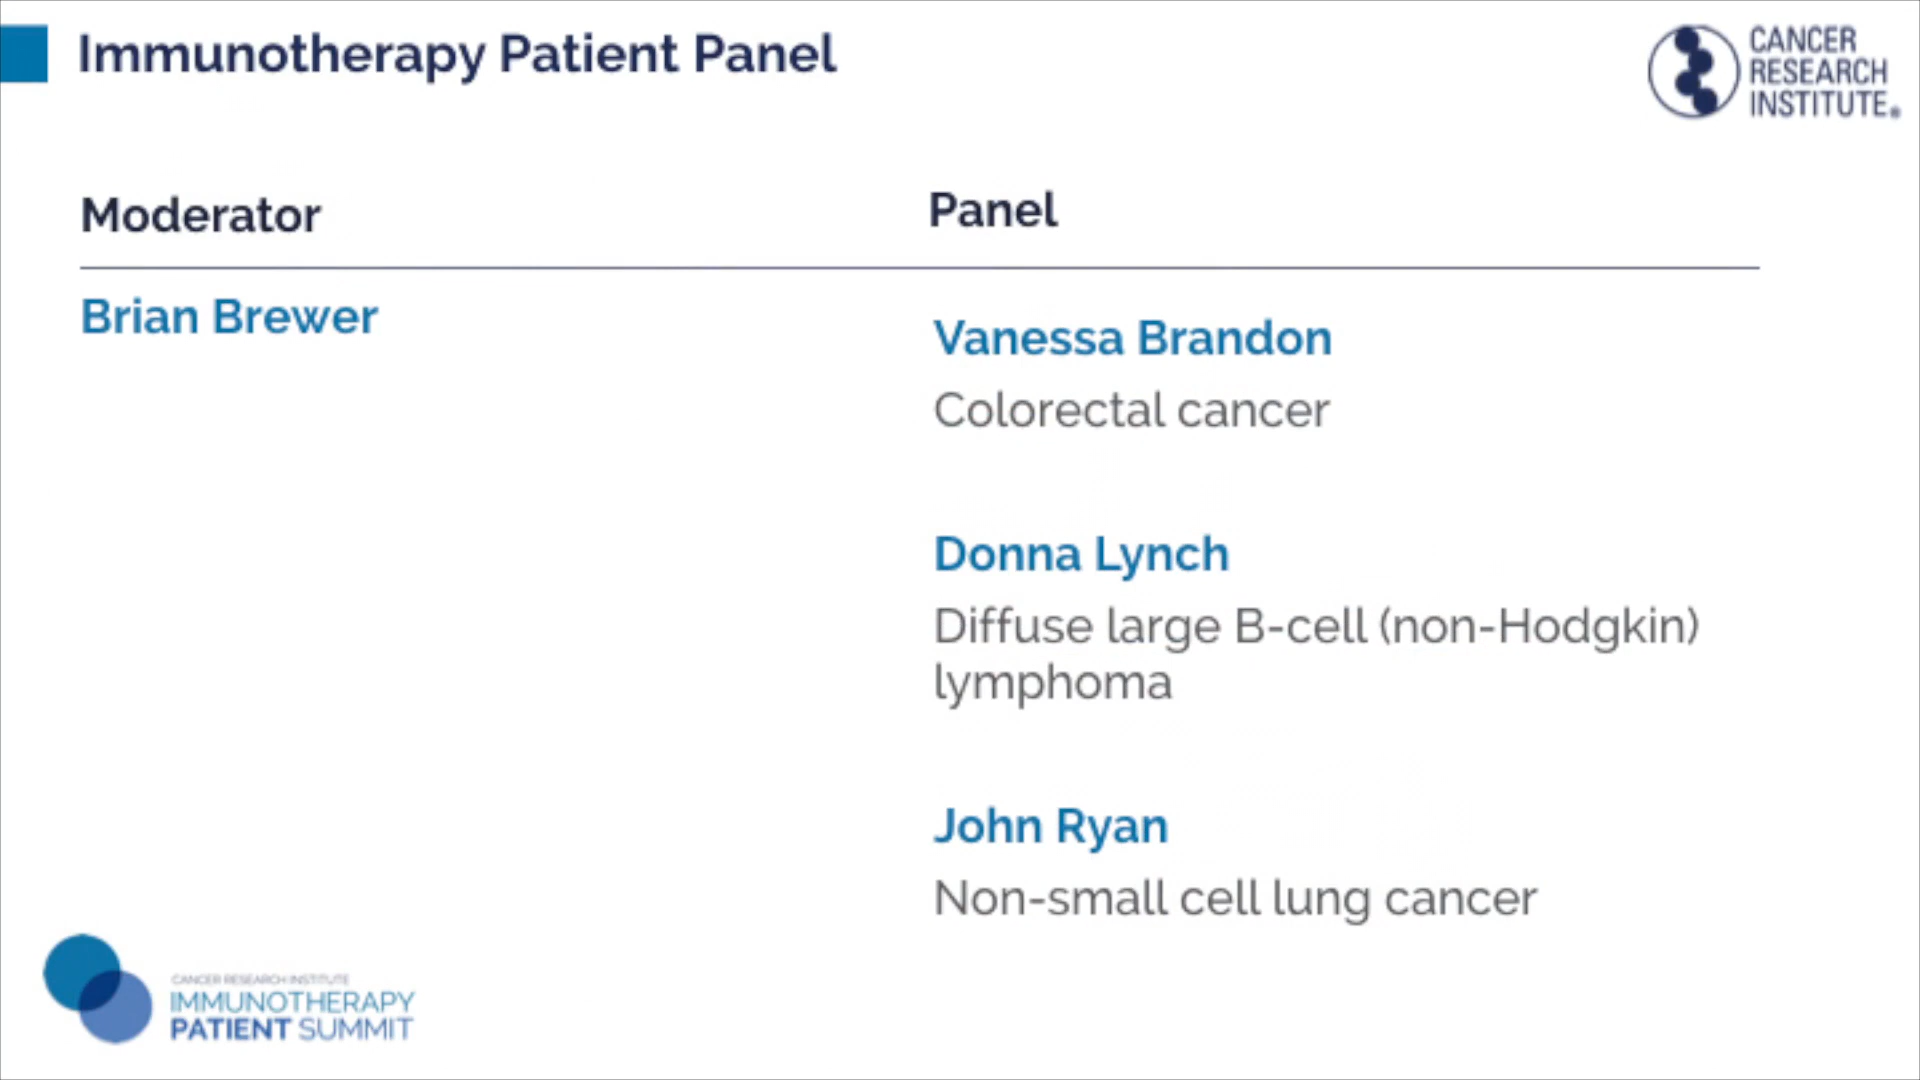 Immunotherapy Patient Panel
CANCER
RESEARCH
INSTITUTE®
Moderator
Panel
Brian Brewer
Vanessa Brandon
Colorectal cancer
Donna Lynch
Diffuse large B-cell (non-Hodgkin)
lymphoma
John Ryan
Non-small cell lung cancer
CANCER RESEARCH INSTITUTE
IMMUNOTHERAPY
PATIENT SUMMIT